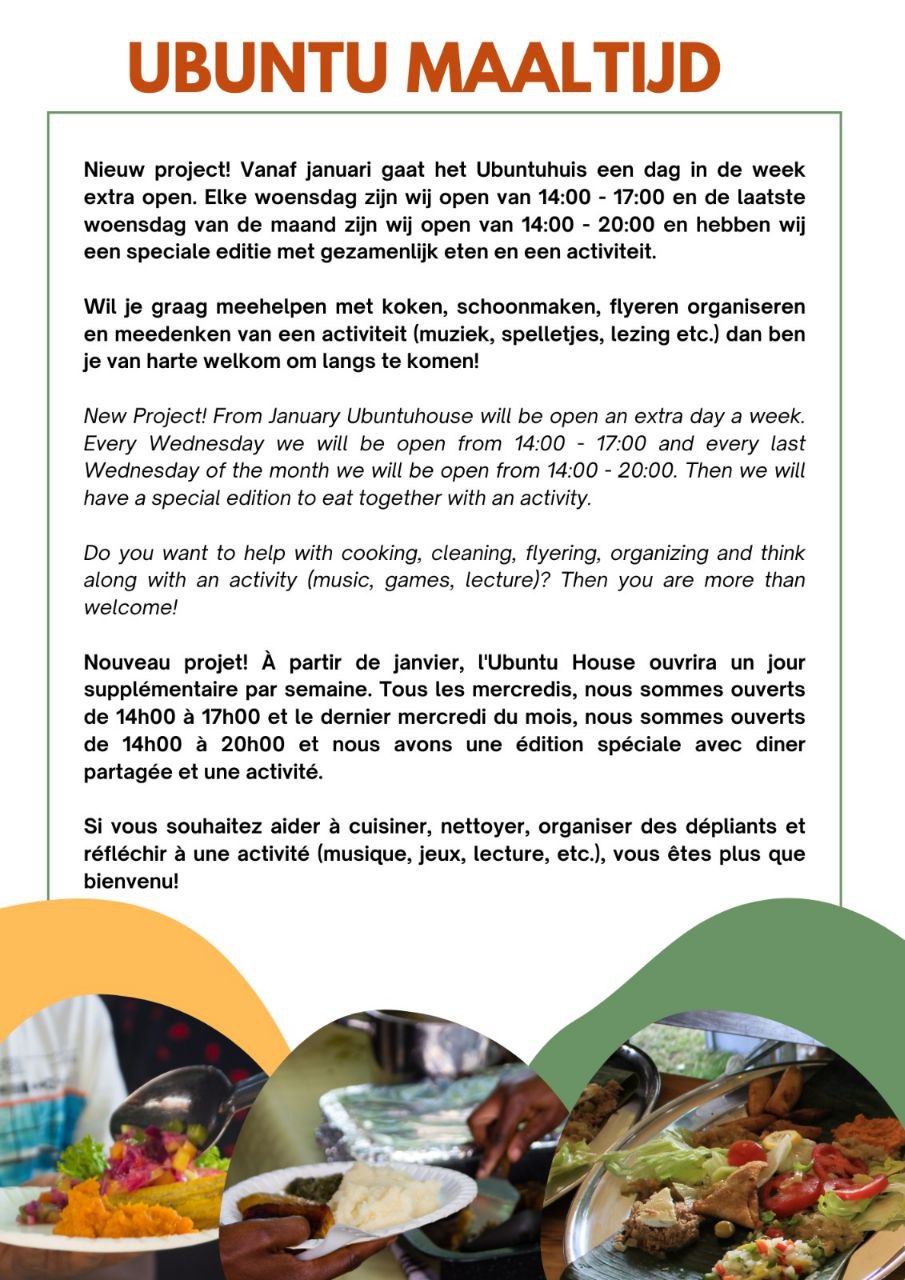 UBUNTU MAALTIJD
Nieuw project! Vanaf januari gaat het Ubuntuhuis een dag in de week
extra open. Elke woensdag zijn wij open van 14:00 - 17:00 en de laatste
woensdag van de maand zijn wij open van 14:00 - 20:00 en hebben wij
een speciale editie met gezamenlijk eten en een activiteit.
Wil je graag meehelpen met koken, schoonmaken, flyeren organiseren
en meedenken van een activiteit (muziek, spelletjes, lezing etc.) dan ben
je van harte welkom om langs te komen!
New Project! From January Ubuntuhouse will be open an extra day a week.
Every Wednesday we will be open from 14:00 - 17:00 and every last
Wednesday of the month we will be open from 14:00 - 20:00. Then we will
have a special edition to eat together with an activity.
Do you want to help with cooking, cleaning, flyering, organizing and think
along with an activity (music, games, lecture)? Then you are more than
welcome!
Nouveau projet! À partir de janvier, l'Ubuntu House ouvrira un jour
supplémentaire par semaine. Tous les mercredis, nous sommes ouverts
de 14h00 à 17h00 et le dernier mercredi du mois, nous sommes ouverts
de 14h00 à 20h00 et nous avons une édition spéciale avec diner
partagée et une activité.
Si vous souhaitez aider à cuisiner, nettoyer, organiser des dépliants et
réfléchir à une activité (musique, jeux, lecture, etc.), vous êtes plus que
bienvenu!